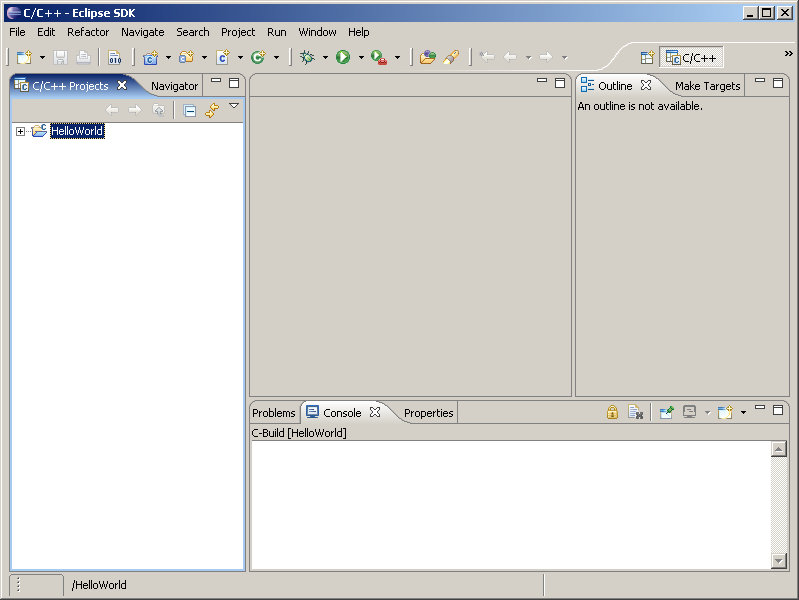 C/C++ - Eclipse SDK
File Edit Refactor Navigate Search Project Run Window Help
010 C/C++ »
C/C++ Projects Navigator Outline Make Targets
An outline is not available.
HelloWorld
Problems Console Properties
C-Build [HelloWorld]
/HelloWorld